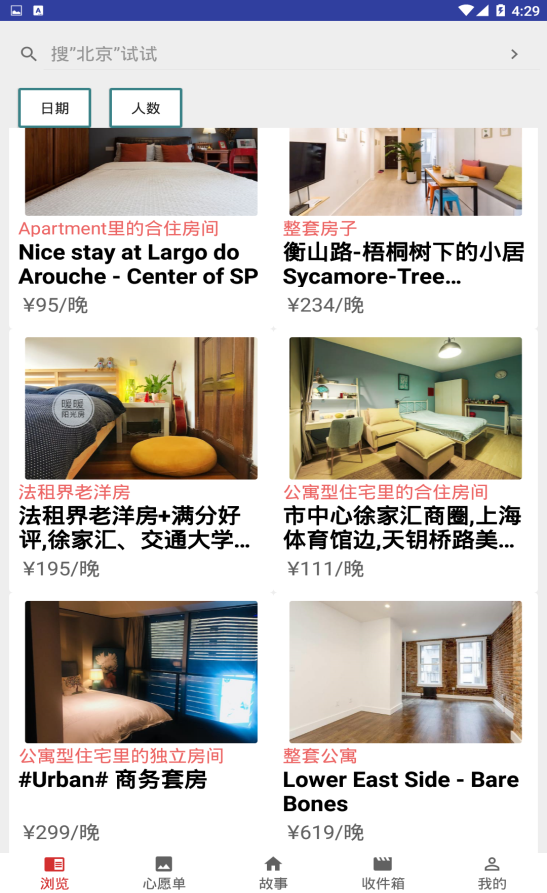 4:29
搜"北京"试试
日期
人数
Apartment里的合住房间
Nice stay at Largo do
Arouche - Center of SP
¥95/晚
整套房子
衡山路-梧桐树下的小居
Sycamore-Tree...
¥234/晚
暖暖
阳光房
法租界老洋房
法租界老洋房+满分好
评,徐家汇、交通大学...
¥195/晚
公寓型住宅里的合住房间
市中心徐家汇商圈,上海
体育馆边,天钥桥路美...
¥111/晚
公寓型住宅里的独立房间
#Urban# 商务套房
¥299/晚
整套公寓
Lower East Side - Bare
Bones
¥619/晚
浏览
心愿单
故事
收件箱
我的